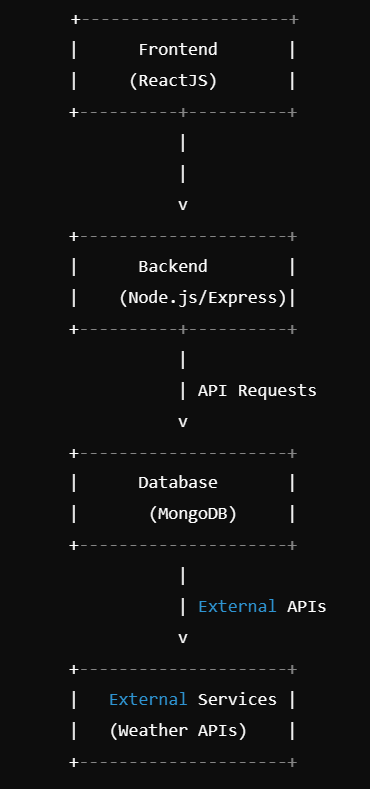 +---------------------+
|      Frontend       |
|     (ReactJS)       |
+----------+----------+
           |
           |
           v
+---------------------+
|      Backend        |
|    (Node.js/Express)|
+----------+----------+
           |
           | API Requests
           v
+---------------------+
|      Database       |
|       (MongoDB)     |
+---------------------+
           |
           | External APIs
           v
+---------------------+
|   External Services |
|   (Weather APIs)    |
+---------------------+